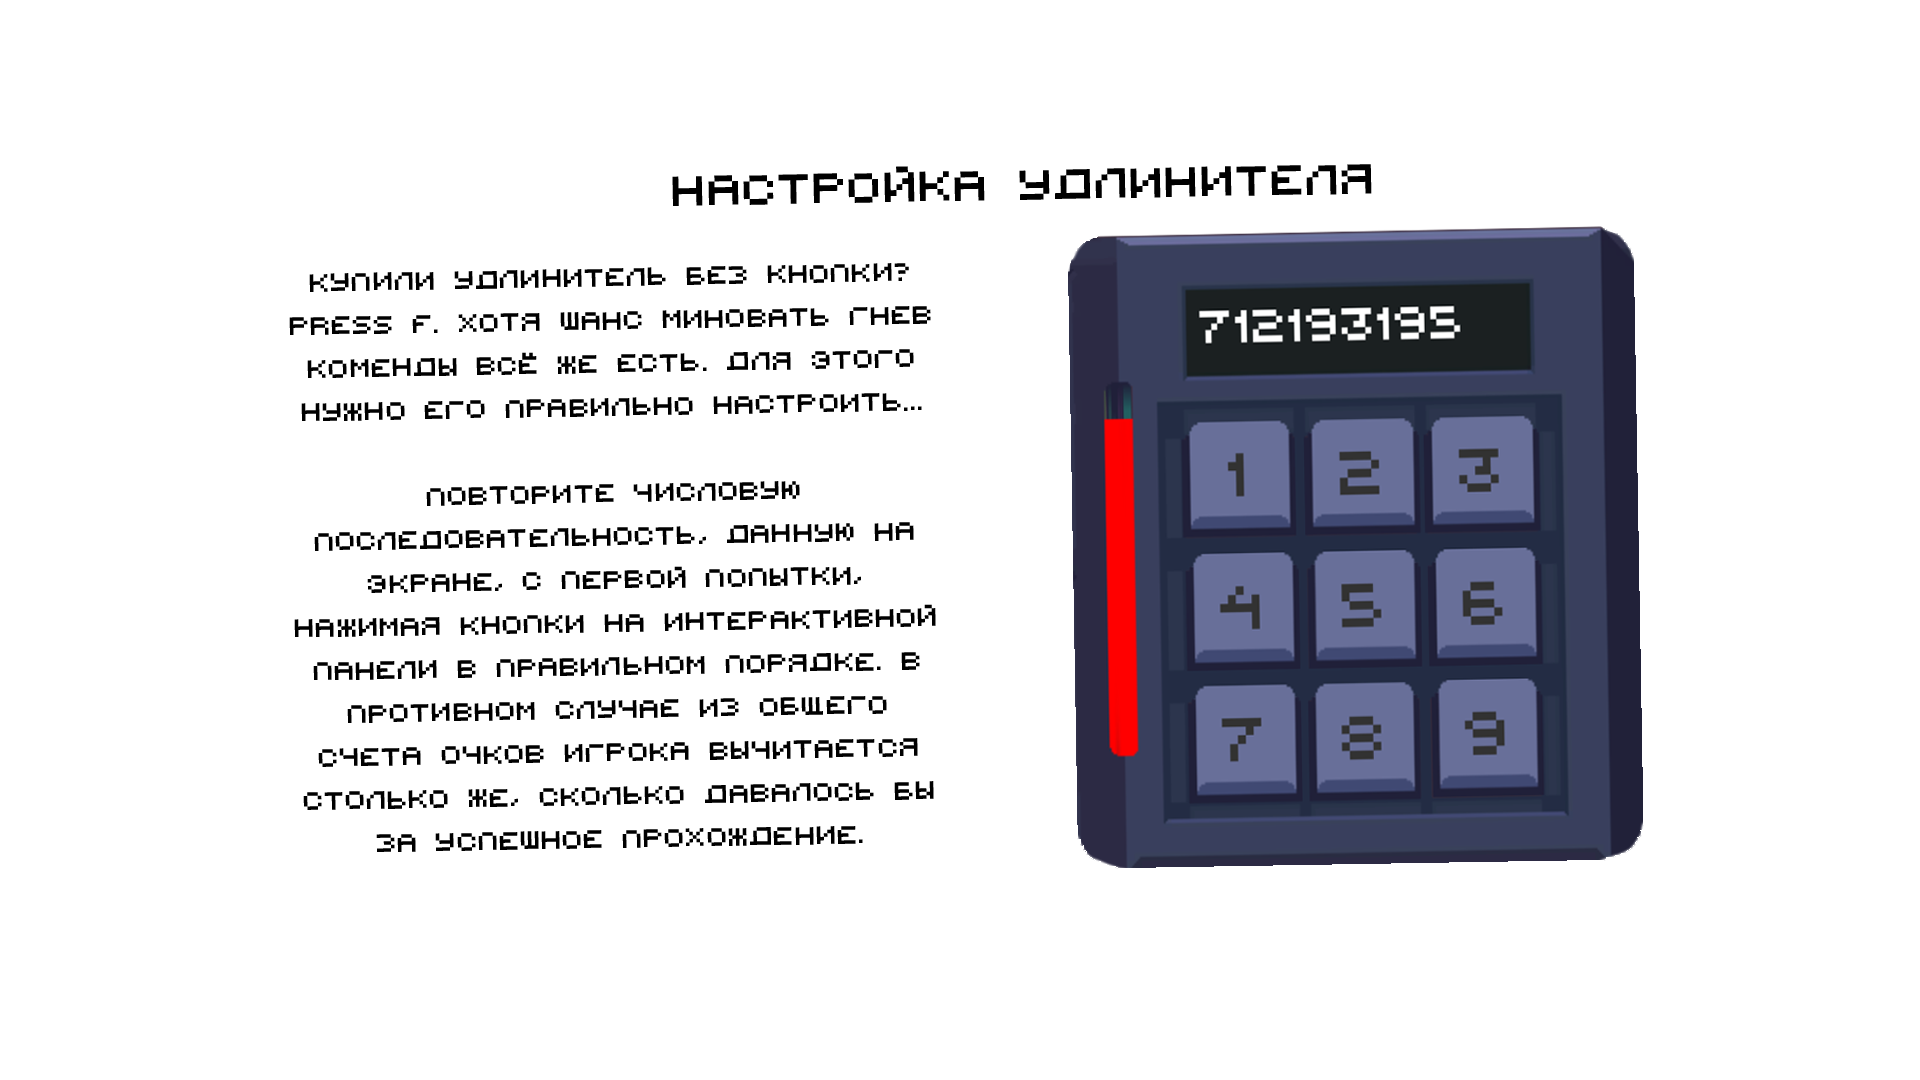 НАСТРОЙКА УДЛИНИТЕЛЯ
КУПИЛИ УДЛИНИТЕЛЬ БЕЗ КНОПКИ?
PRESS F. ХОТЯ ШАНС МИНОВАТЬ ГНЕВ
КОМЕНДЫ ВСЁ ЖЕ ЕСТЬ. ДЛЯ ЭТОГО
НУЖНО ЕГО ПРАВИЛЬНО НАСТРОИТЬ...
ПОВТОРИТЕ ЧИСЛОВУЮ
ПОСЛЕДОВАТЕЛЬНОСТЬ, ДАННУЮ НА
ЭКРАНЕ, С ПЕРВОЙ ПОПЫТКИ,
НАЖИМАЯ КНОПКИ НА ИНТЕРАКТИВНОЙ
ПАНЕЛИ В ПРАВИЛЬНОМ ПОРЯДКЕ. В
ПРОТИВНОМ СЛУЧАЕ ИЗ ОБЩЕГО
СЧЕТА ОЧКОВ ИГРОКА ВЫЧИТАЕТСЯ
СТОЛЬКО ЖЕ, СКОЛЬКО ДАВАЛОСЬ БЫ
ЗА УСПЕШНОЕ ПРОХОЖДЕНИЕ.
712193195
1 2 3
4 5 6
7 8 9